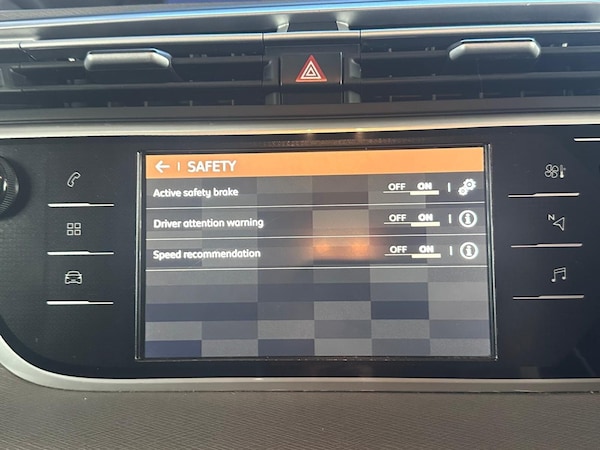 ← | SAFETY
Active safety brake OFF ON
Driver attention warning OFF ON
Speed recommendation OFF ON
N